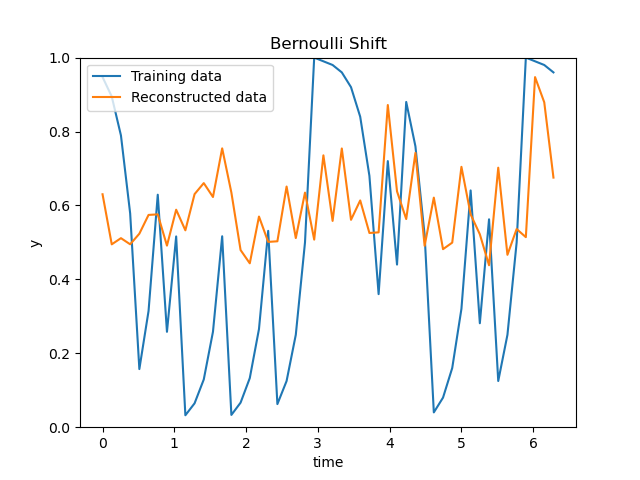 Bernoulli Shift
Training data
Reconstructed data
1.0
0.8
0.6
0.4
0.2
0.0
y
0 1 2 3 4 5 6
time